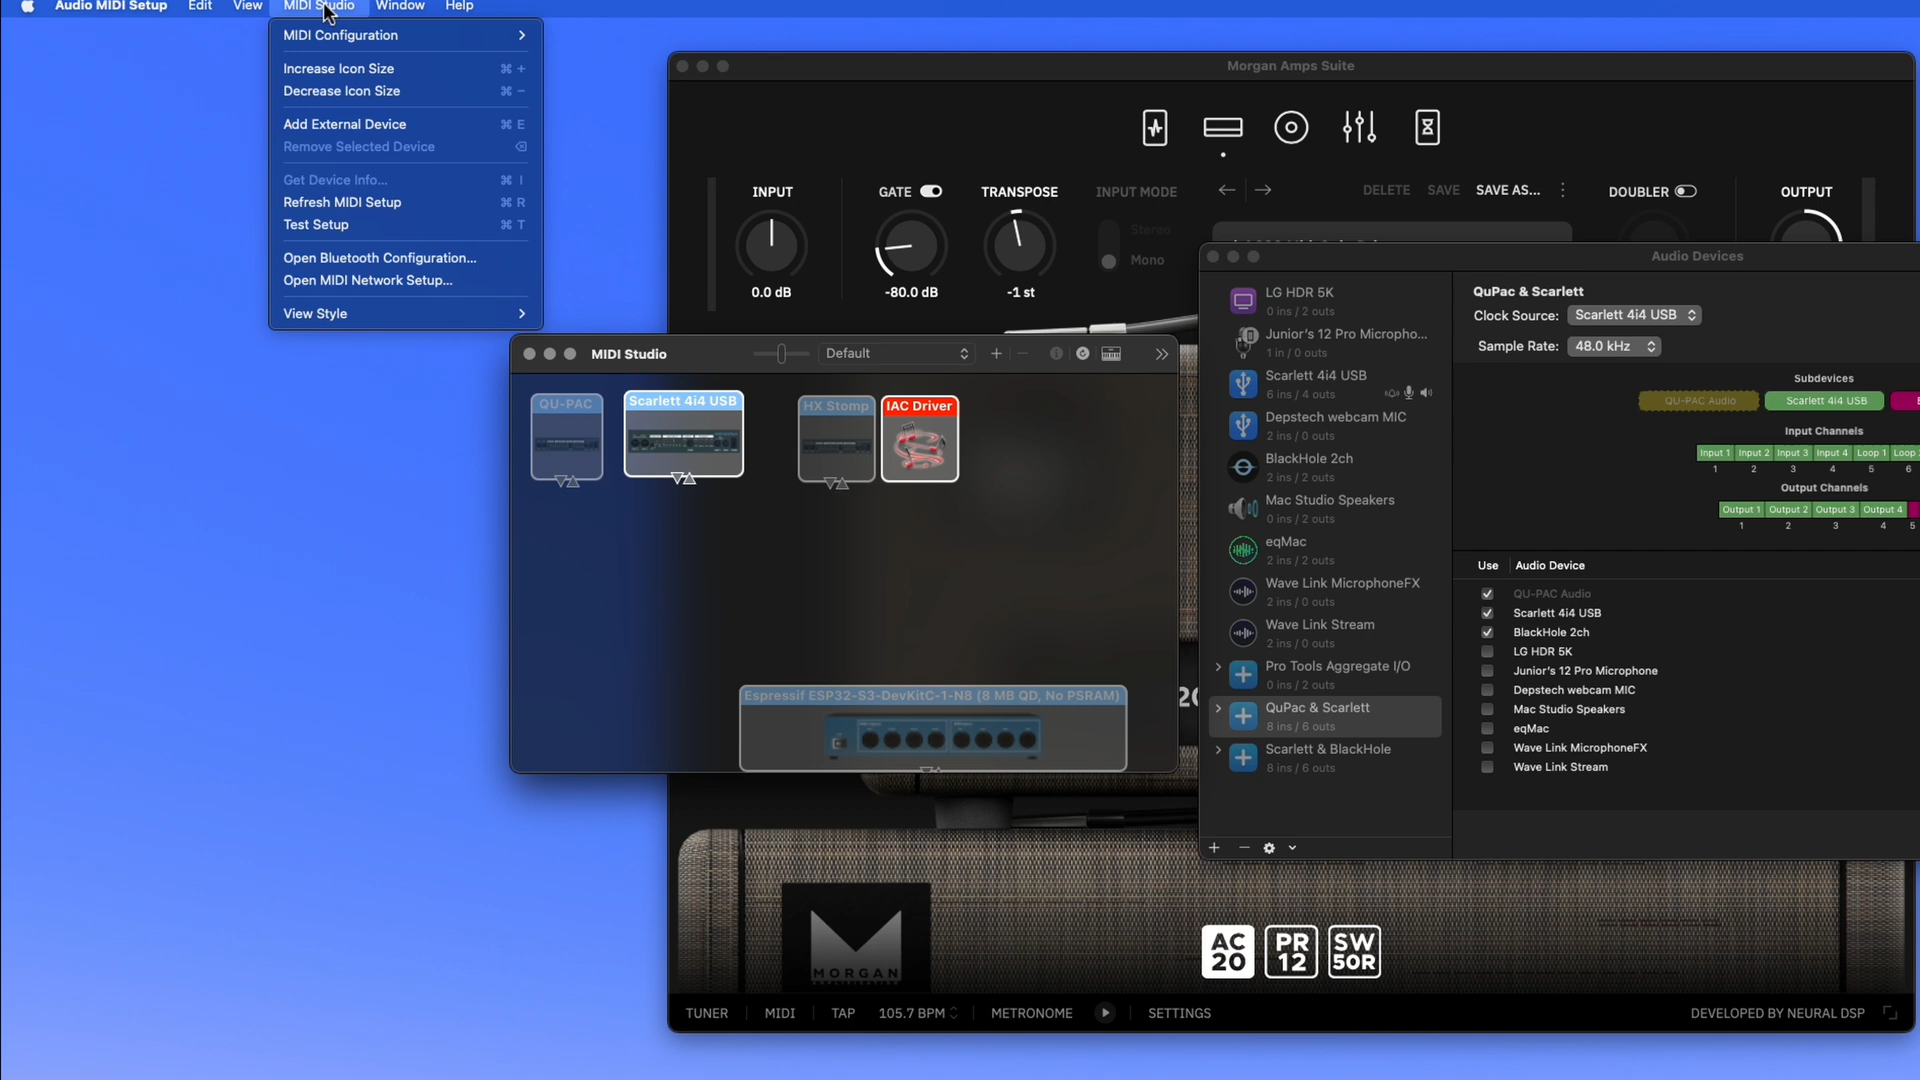 Audio MIDI Setup Edit View MIDI Studio Window Help
MIDI Configuration
Increase Icon Size ⌘ +
Decrease Icon Size ⌘ −
Add External Device ⌘ E
Remove Selected Device ⌫
Get Device Info... ⌘ I
Refresh MIDI Setup ⌘ R
Test Setup ⌘ T
Open Bluetooth Configuration...
Open MIDI Network Setup...
View Style
Morgan Amps Suite
INPUT GATE TRANSPOSE INPUT MODE DELETE SAVE SAVE AS... DOUBLER OUTPUT
Stereo
Mono
0.0 dB -80.0 dB -1 st
MIDI Studio Default
QU-PAC
Scarlett 4i4 USB
HX Stomp
IAC Driver
Espressif ESP32-S3-DevKitC-1-N8 (8 MB QD, No PSRAM)
Audio Devices
LG HDR 5K
0 ins / 2 outs
Junior's 12 Pro Micropho...
1 in / 0 outs
Scarlett 4i4 USB
6 ins / 4 outs
Depstech webcam MIC
2 ins / 0 outs
BlackHole 2ch
2 ins / 2 outs
Mac Studio Speakers
0 ins / 2 outs
eqMac
2 ins / 2 outs
Wave Link MicrophoneFX
2 ins / 0 outs
Wave Link Stream
2 ins / 0 outs
Pro Tools Aggregate I/O
0 ins / 2 outs
QuPac & Scarlett
8 ins / 6 outs
Scarlett & BlackHole
8 ins / 6 outs
QuPac & Scarlett
Clock Source: Scarlett 4i4 USB
Sample Rate: 48.0 kHz
Subdevices
QU-PAC Audio Scarlett 4i4 USB
Input Channels
Input 1 Input 2 Input 3 Input 4 Loop 1 Loop
1 2 3 4 5 6
Output Channels
Output 1 Output 2 Output 3 Output 4
1 2 3 4 5
Use Audio Device
QU-PAC Audio
Scarlett 4i4 USB
BlackHole 2ch
LG HDR 5K
Junior's 12 Pro Microphone
Depstech webcam MIC
Mac Studio Speakers
eqMac
Wave Link MicrophoneFX
Wave Link Stream
MORGAN
AMPLIFICATION
AC
20
PR
12
SW
50R
TUNER MIDI TAP 105.7 BPM METRONOME SETTINGS DEVELOPED BY NEURAL DSP